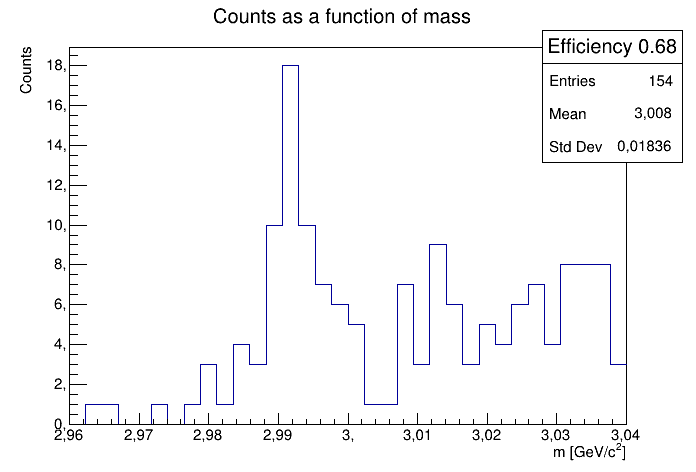 Counts as a function of mass
Efficiency 0.68
Entries 154
Mean 3,008
Std Dev 0,01836
Counts
18,
16,
14,
12,
10,
8,
6,
4,
2,
0,
2,96 2,97 2,98 2,99 3, 3,01 3,02 3,03 3,04
m [GeV/c²]